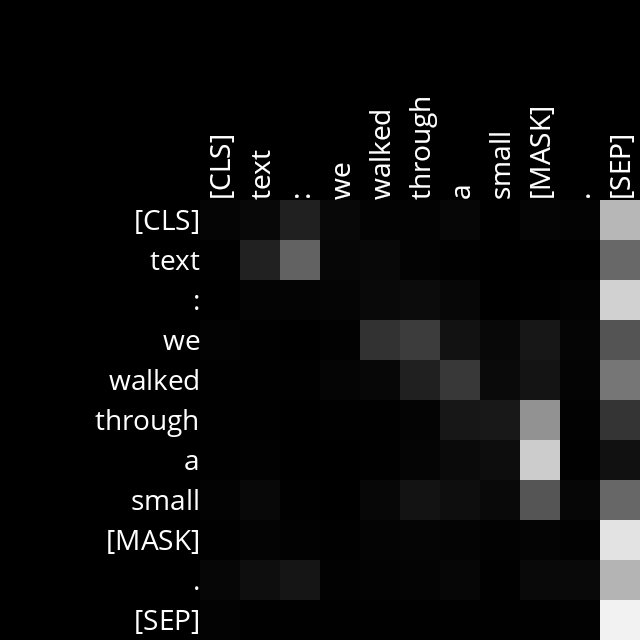 [CLS] text : we walked through a small [MASK] . [SEP]
[CLS]
text
:
we
walked
through
a
small
[MASK]
.
[SEP]